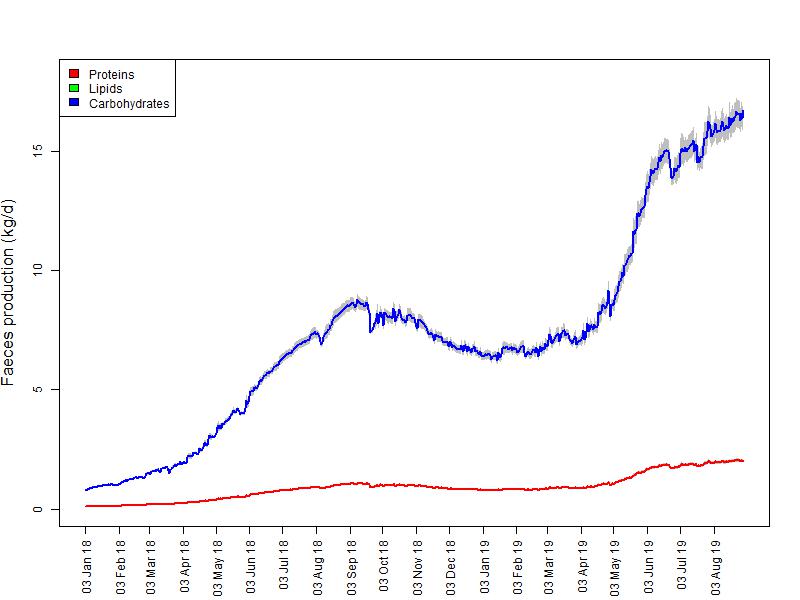 Proteins
Lipids
Carbohydrates
Faeces production (kg/d)
15
10
5
0
03 Jan 18
03 Feb 18
03 Mar 18
03 Apr 18
03 May 18
03 Jun 18
03 Jul 18
03 Aug 18
03 Sep 18
03 Oct 18
03 Nov 18
03 Dec 18
03 Jan 19
03 Feb 19
03 Mar 19
03 Apr 19
03 May 19
03 Jun 19
03 Jul 19
03 Aug 19